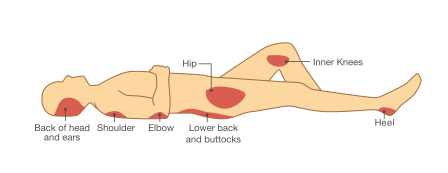 Hip
Inner Knees
Back of head
and ears
Shoulder
Elbow
Lower back
and buttocks
Heel